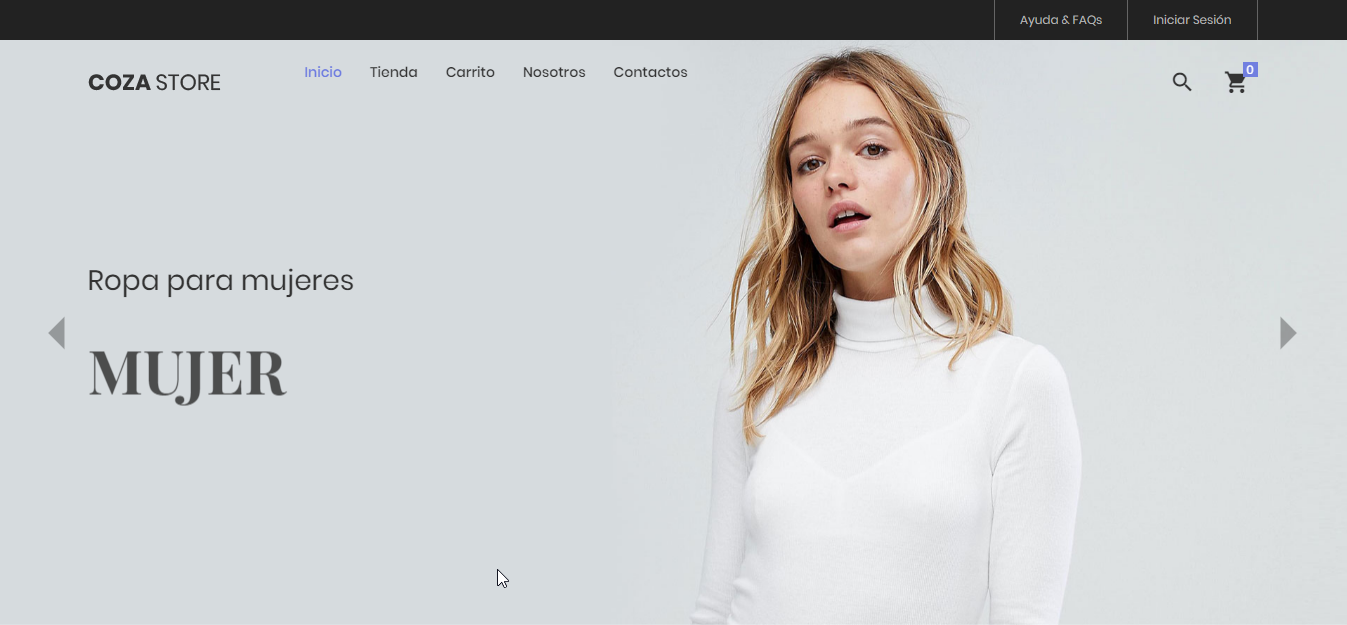 Ayuda & FAQs
Iniciar Sesión
COZA STORE
Inicio
Tienda
Carrito
Nosotros
Contactos
0
Ropa para mujeres
MUJER